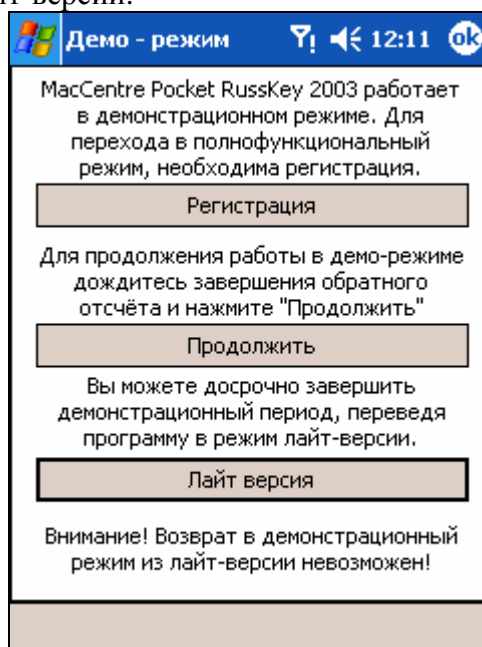 т версии.
Демо - режим 12:11 ok
MacCentre Pocket RussKey 2003 работает
в демонстрационном режиме. Для
перехода в полнофункциональный
режим, необходима регистрация.
Регистрация
Для продолжения работы в демо-режиме
дождитесь завершения обратного
отсчёта и нажмите "Продолжить"
Продолжить
Вы можете досрочно завершить
демонстрационный период, переведя
программу в режим лайт-версии.
Лайт версия
Внимание! Возврат в демонстрационный
режим из лайт-версии невозможен!